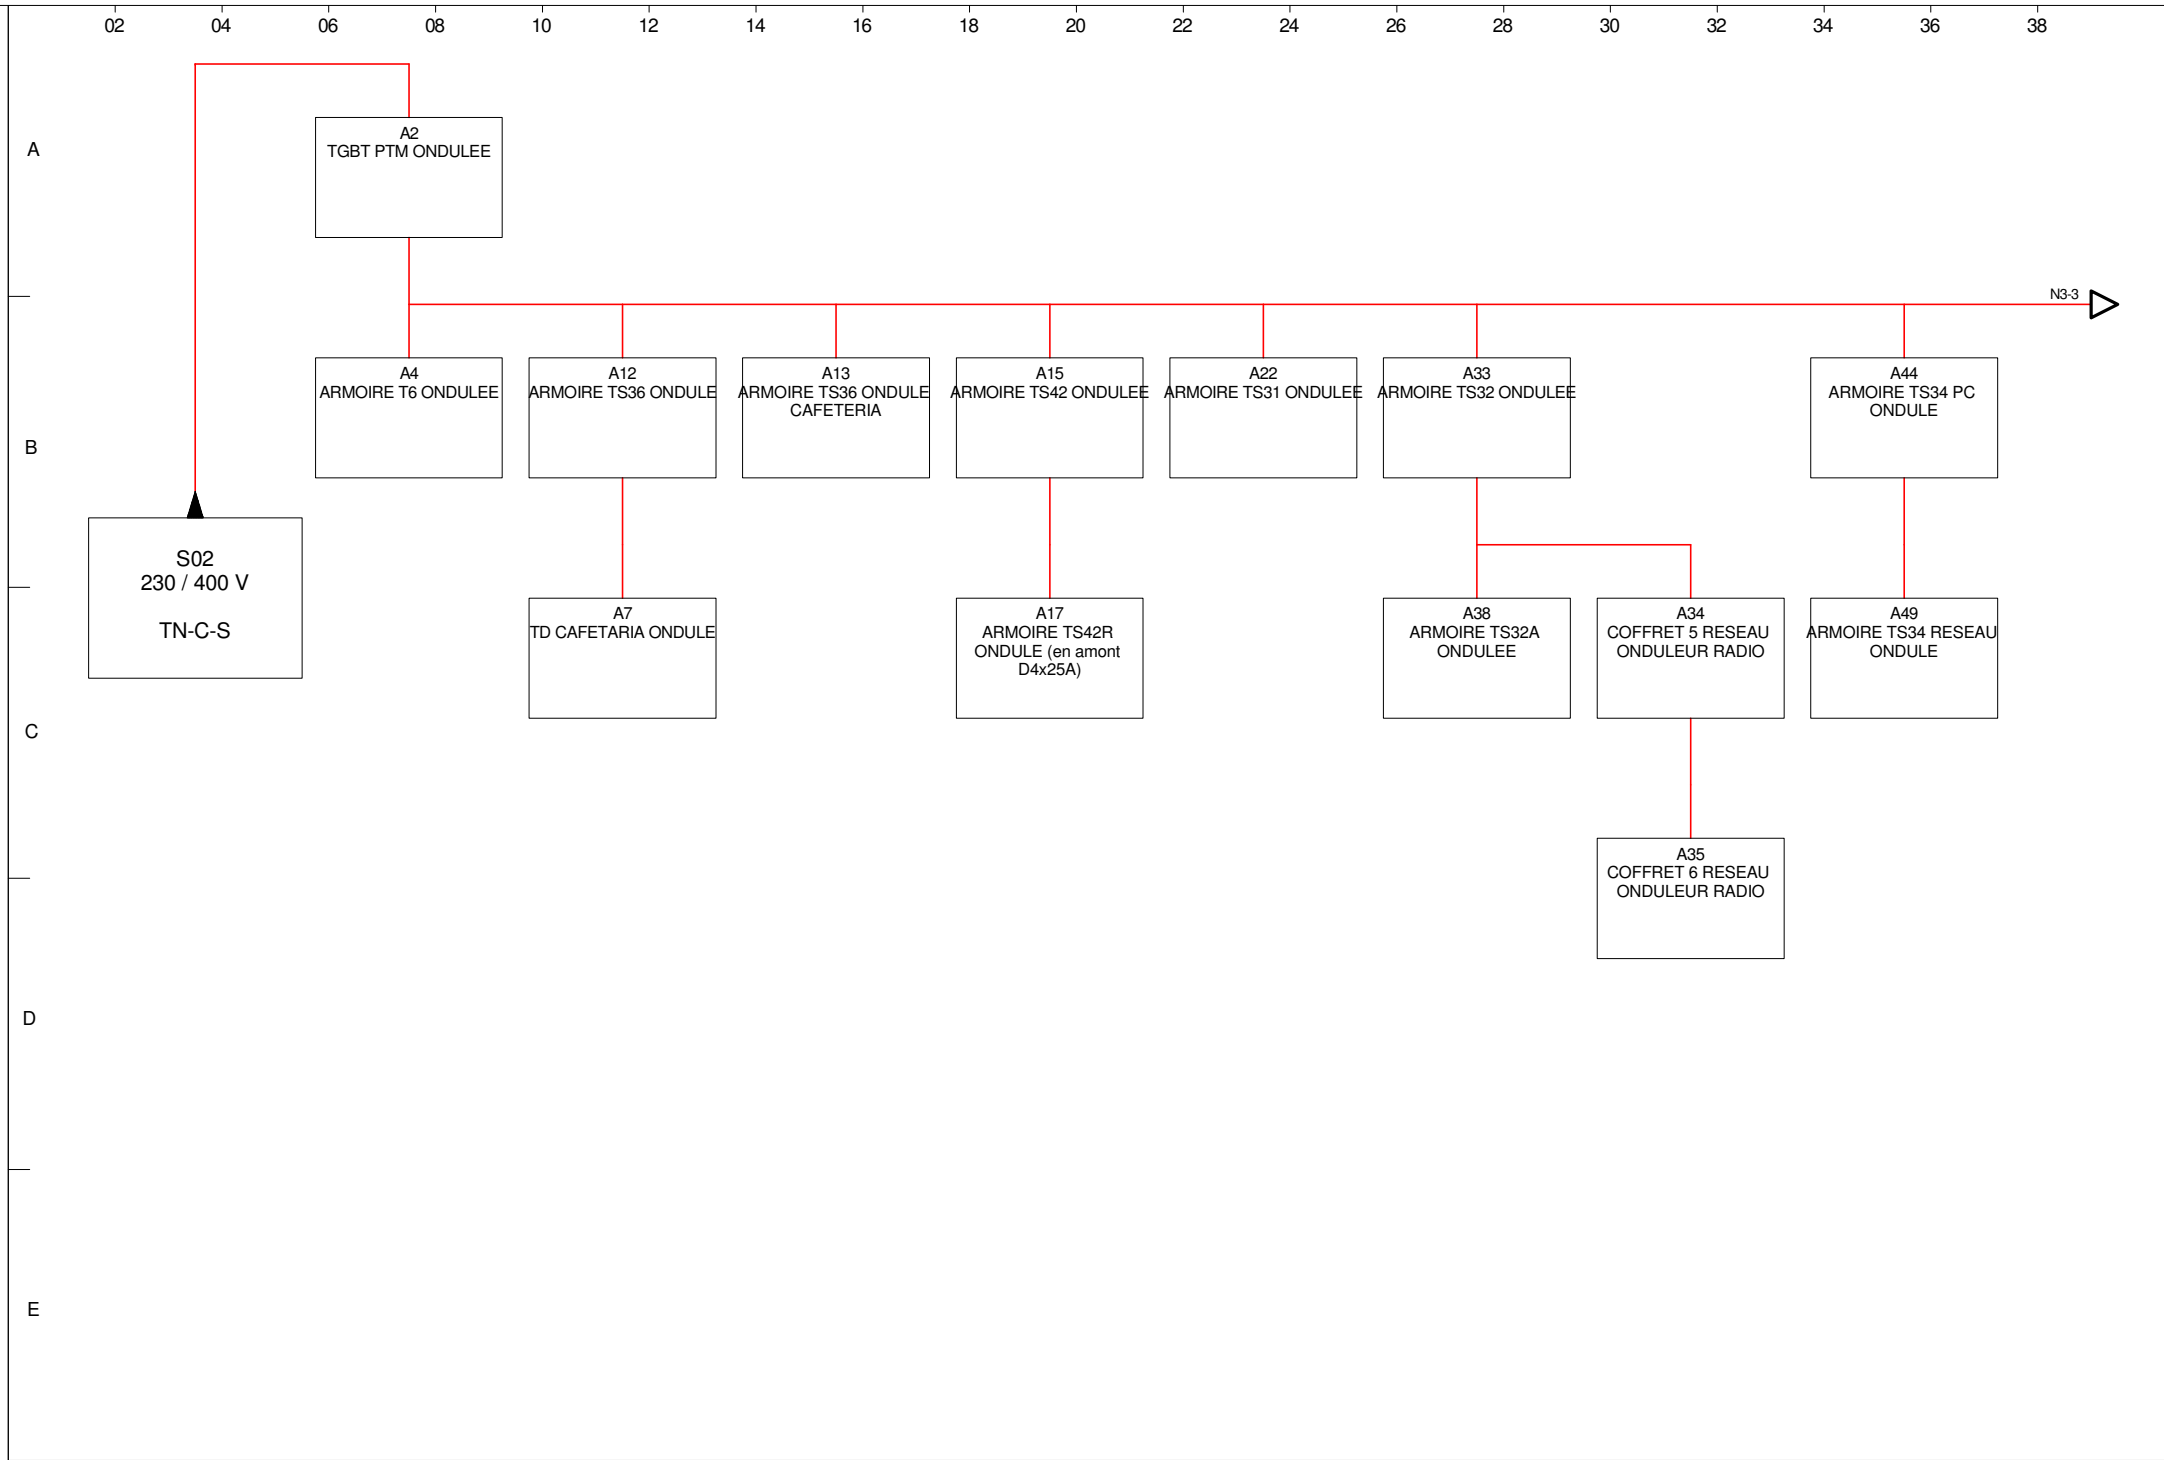 02 04 06 08 10 12 14 16 18 20 22 24 26 28 30 32 34 36 38
A
A2
TGBT PTM ONDULEE
N3-3
B
A4
ARMOIRE T6 ONDULEE
A12
ARMOIRE TS36 ONDULE
A13
ARMOIRE TS36 ONDULE
CAFETERIA
A15
ARMOIRE TS42 ONDULEE
A22
ARMOIRE TS31 ONDULEE
A33
ARMOIRE TS32 ONDULEE
A44
ARMOIRE TS34 PC
ONDULE
S02
230 / 400 V
TN-C-S
C
A7
TD CAFETARIA ONDULE
A17
ARMOIRE TS42R
ONDULE (en amont
D4x25A)
A38
ARMOIRE TS32A
ONDULEE
A34
COFFRET 5 RESEAU
ONDULEUR RADIO
A49
ARMOIRE TS34 RESEAU
ONDULE
A35
COFFRET 6 RESEAU
ONDULEUR RADIO
D
E